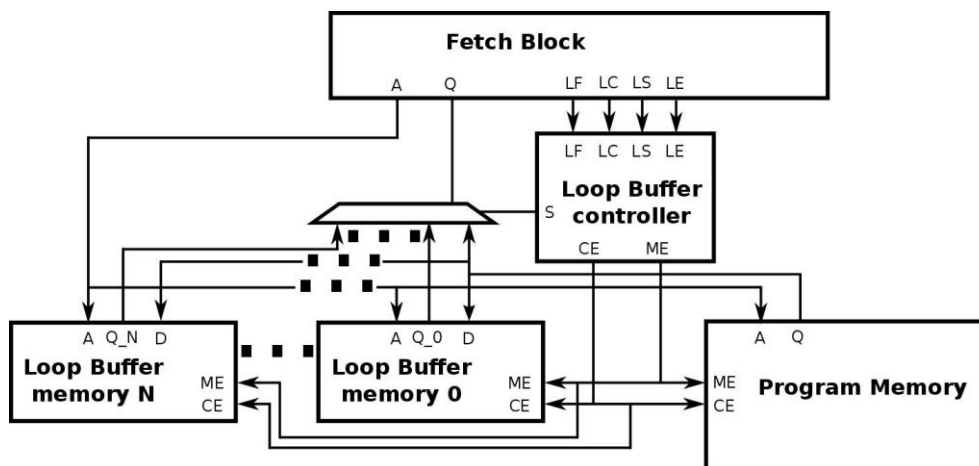 Fetch Block
A Q LF LC LS LE
LF LC LS LE
Loop Buffer
controller
S
CE ME
A Q_N D
Loop Buffer
memory N
ME
CE
A Q_0 D
Loop Buffer
memory 0
ME
CE
A Q
Program Memory
ME
CE